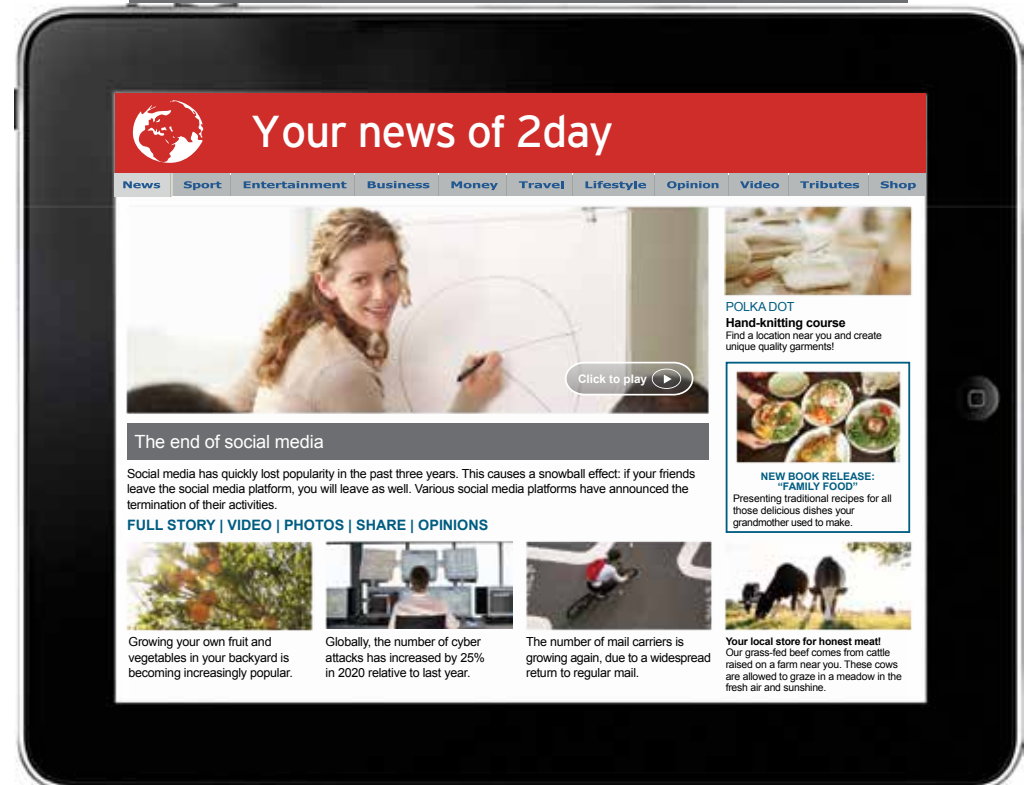 Your news of 2day
News Sport Entertainment Business Money Travel Lifestyle Opinion Video Tributes Shop
Click to play
The end of social media
Social media has quickly lost popularity in the past three years. This causes a snowball effect: if your friends
leave the social media platform, you will leave as well. Various social media platforms have announced the
termination of their activities.
FULL STORY | VIDEO | PHOTOS | SHARE | OPINIONS
Growing your own fruit and
vegetables in your backyard is
becoming increasingly popular.
Globally, the number of cyber
attacks has increased by 25%
in 2020 relative to last year.
The number of mail carriers is
growing again, due to a widespread
return to regular mail.
POLKA DOT
Hand-knitting course
Find a location near you and create
unique quality garments!
NEW BOOK RELEASE:
“FAMILY FOOD”
Presenting traditional recipes for all
those delicious dishes your
grandmother used to make.
Your local store for honest meat!
Our grass-fed beef comes from cattle
raised on a farm near you. These cows
are allowed to graze in a meadow in the
fresh air and sunshine.